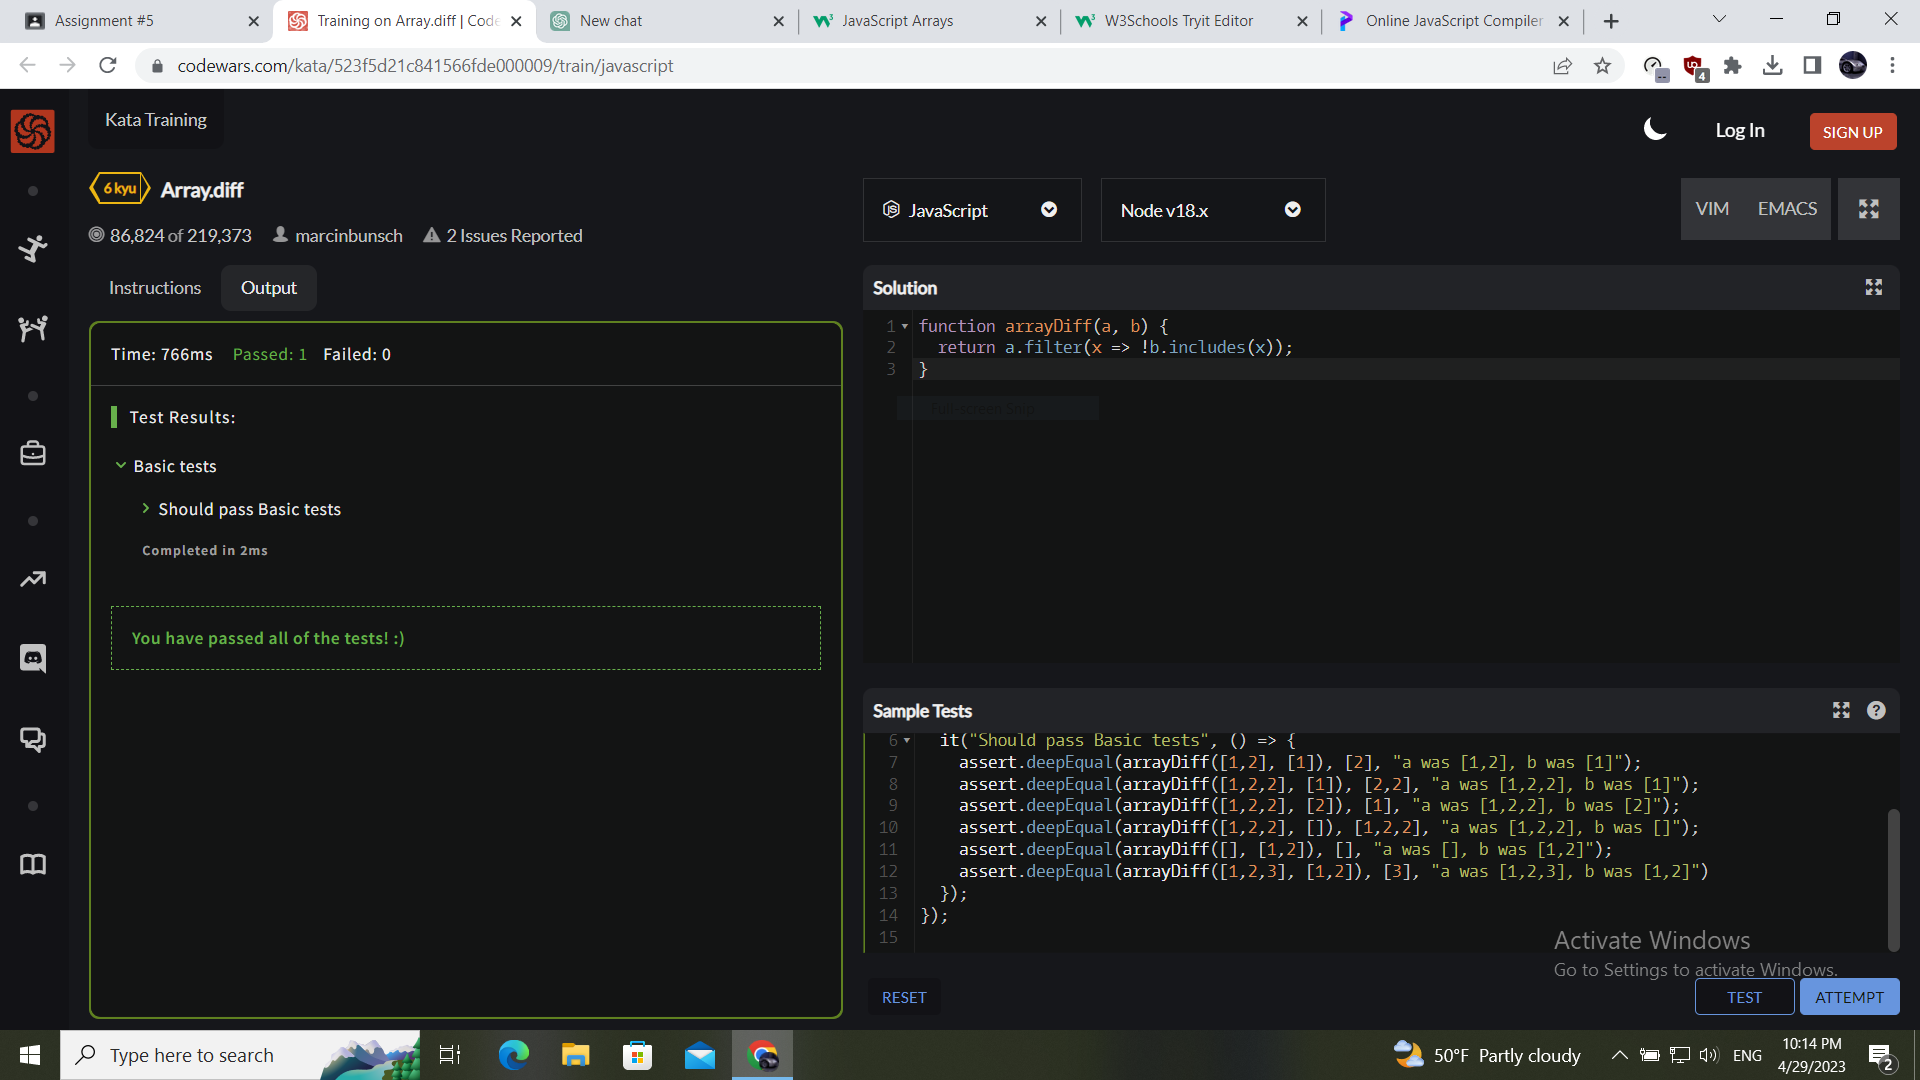 Assignment #5
Training on Array.diff | Code
New chat
JavaScript Arrays
W3Schools Tryit Editor
Online JavaScript Compiler
codewars.com/kata/523f5d21c841566fde000009/train/javascript
4
Kata Training
Log In
SIGN UP
6 kyu
Array.diff
86,824 of 219,373
marcinbunsch
2 Issues Reported
JavaScript
Node v18.x
VIM
EMACS
Instructions
Output
Time: 766ms Passed: 1 Failed: 0
Test Results:
Basic tests
Should pass Basic tests
Completed in 2ms
You have passed all of the tests! :)
Solution
1 function arrayDiff(a, b) {
2 return a.filter(x => !b.includes(x));
3 }
Full-screen Snip
Sample Tests
6 it("Should pass Basic tests", () => {
7 assert.deepEqual(arrayDiff([1,2], [1]), [2], "a was [1,2], b was [1]");
8 assert.deepEqual(arrayDiff([1,2,2], [1]), [2,2], "a was [1,2,2], b was [1]");
9 assert.deepEqual(arrayDiff([1,2,2], [2]), [1], "a was [1,2,2], b was [2]");
10 assert.deepEqual(arrayDiff([1,2,2], []), [1,2,2], "a was [1,2,2], b was []");
11 assert.deepEqual(arrayDiff([], [1,2]), [], "a was [], b was [1,2]");
12 assert.deepEqual(arrayDiff([1,2,3], [1,2]), [3], "a was [1,2,3], b was [1,2]")
13 });
14 });
15
Activate Windows
Go to Settings to activate Windows.
RESET
TEST
ATTEMPT
Type here to search
50°F Partly cloudy
ENG
10:14 PM
4/29/2023
2